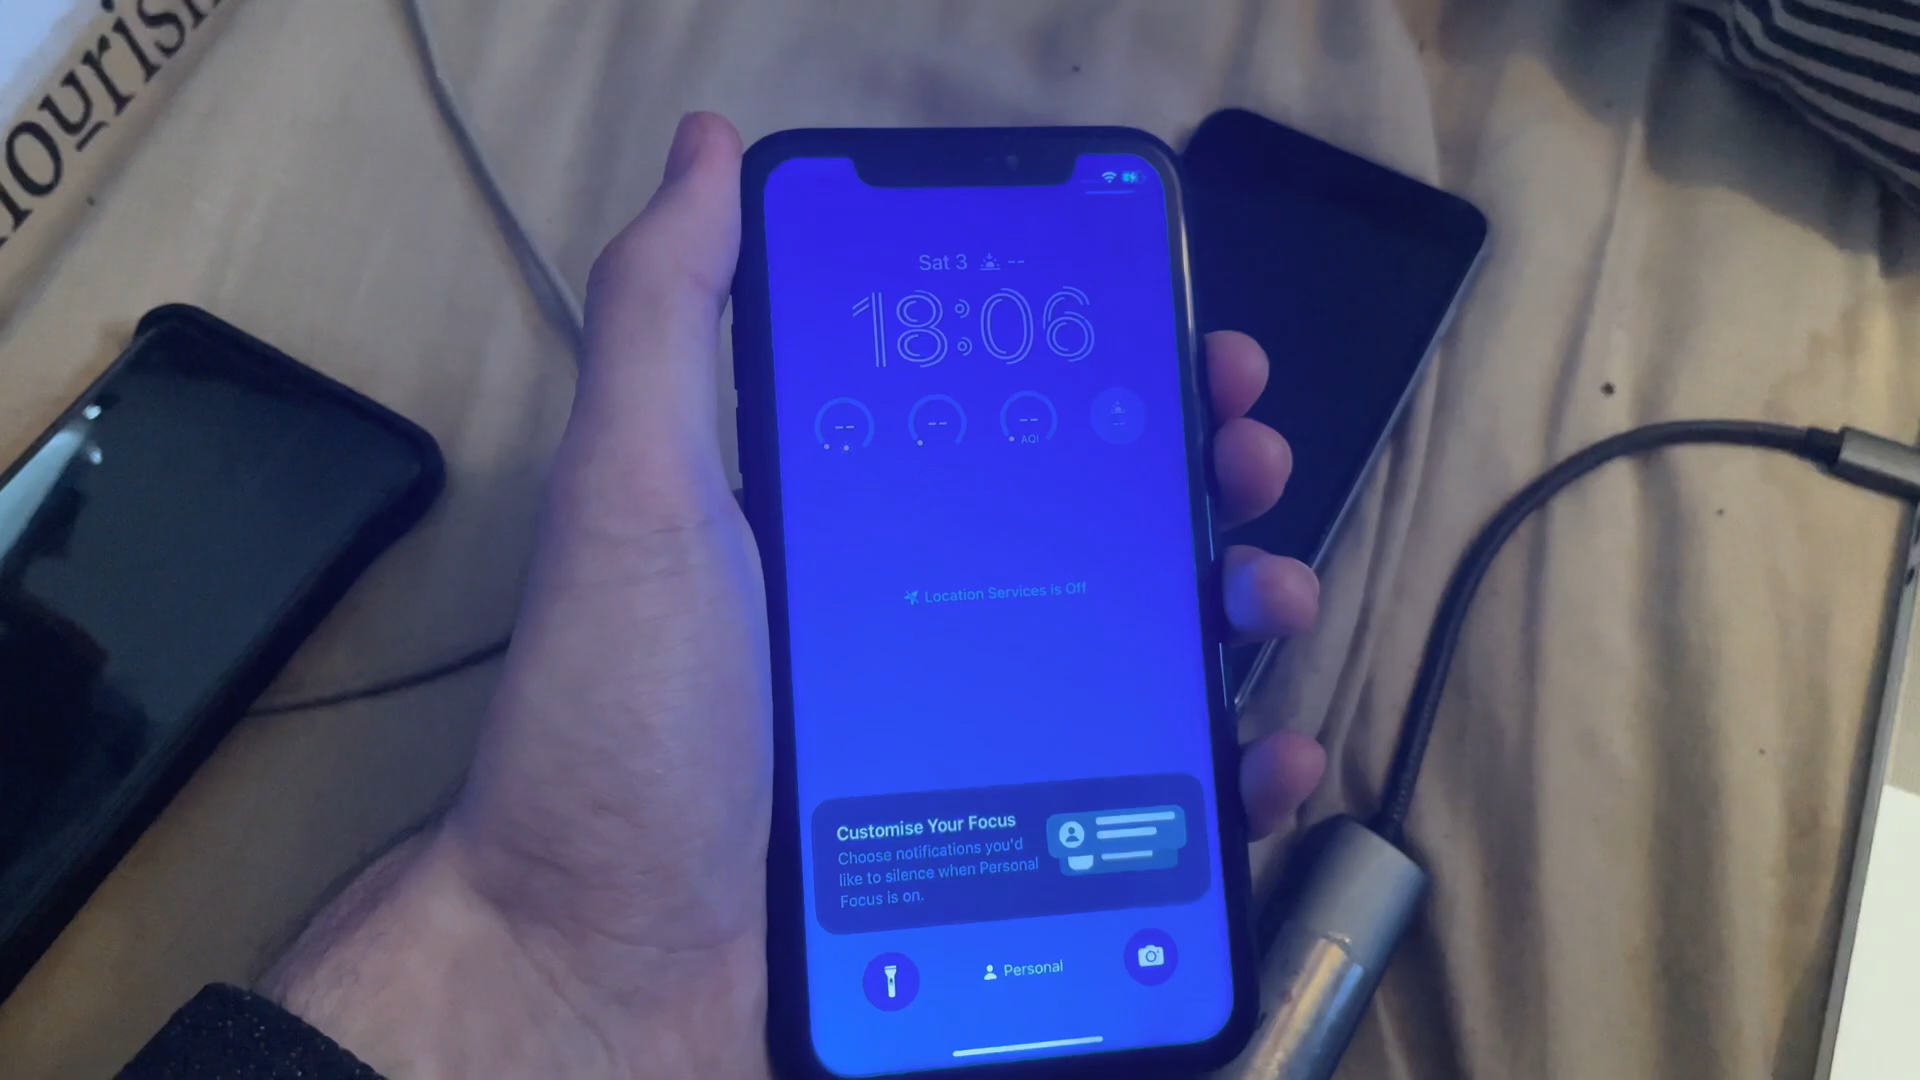 nourish
Sat 3 --
18:06
-- -- -- --
AQI
Location Services is Off
Customise Your Focus
Choose notifications you'd
like to silence when Personal
Focus is on.
Personal